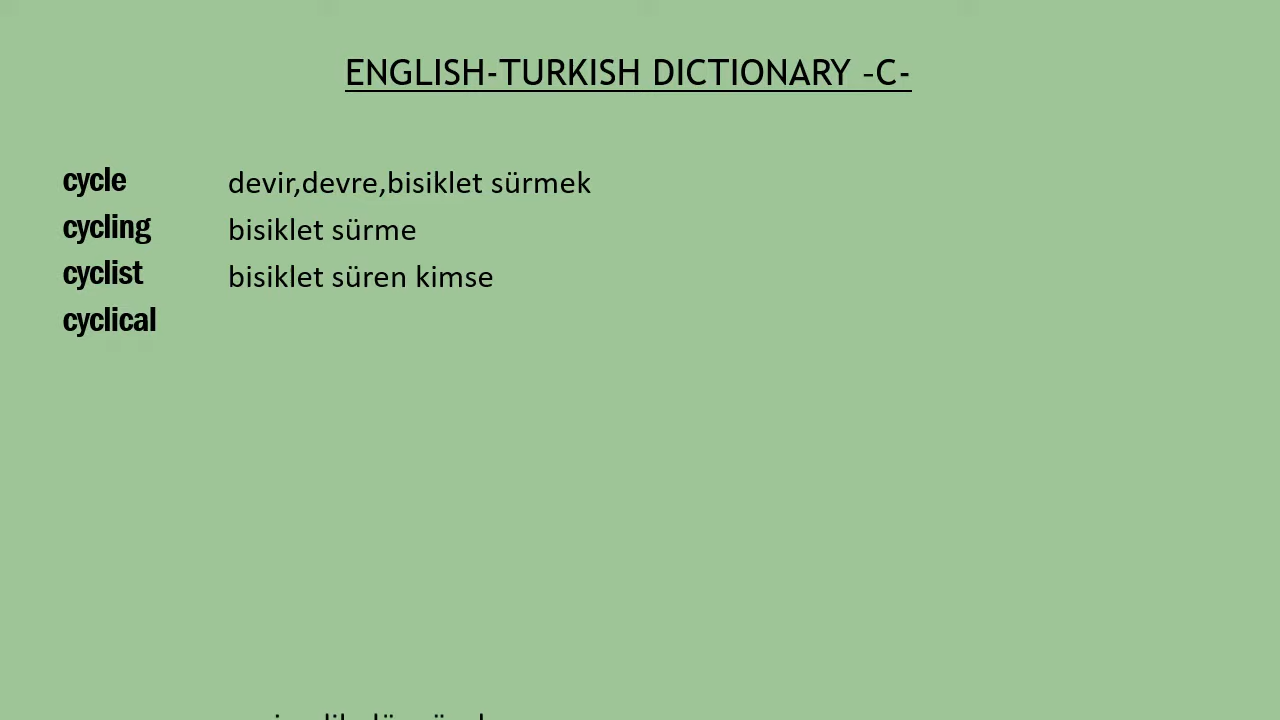 ENGLISH-TURKISH DICTIONARY –C-
cycle devir,devre,bisiklet sürmek
cycling bisiklet sürme
cyclist bisiklet süren kimse
cyclical